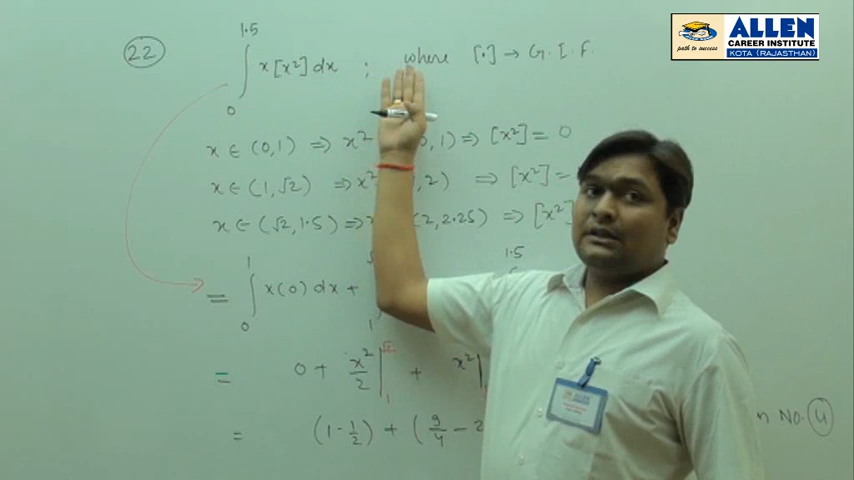 ALLEN
CAREER INSTITUTE
KOTA (RAJASTHAN)
path to success
22
∫₀^1.5 x[x²] dx ; where [·] → G.I.F.
x ∈ (0,1) ⇒ x² 0, 1) ⇒ [x²] = 0
x ∈ (1,√2) ⇒ x² , 2) ⇒ [x²] =
x ∈ (√2, 1.5) ⇒ (2, 2.25) ⇒ [x²]
= ∫₀^1 x(0) dx + 1 1.5
= 0 + x²/2 |₁^√2 + x² |
= (1 - 1/2) + (9/4 - 2
n No. 4
ALLEN